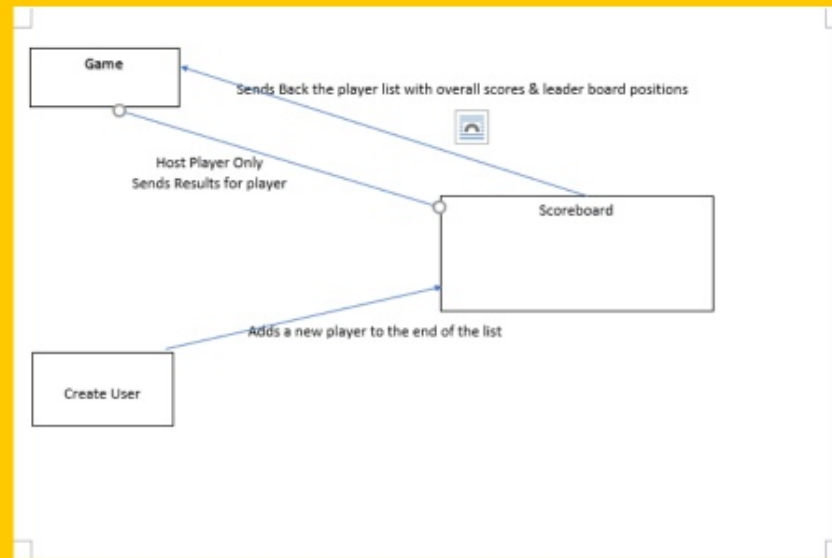 Game
Sends Back the player list with overall scores & leader board positions
Host Player Only
Sends Results for player
Scoreboard
Adds a new player to the end of the list
Create User